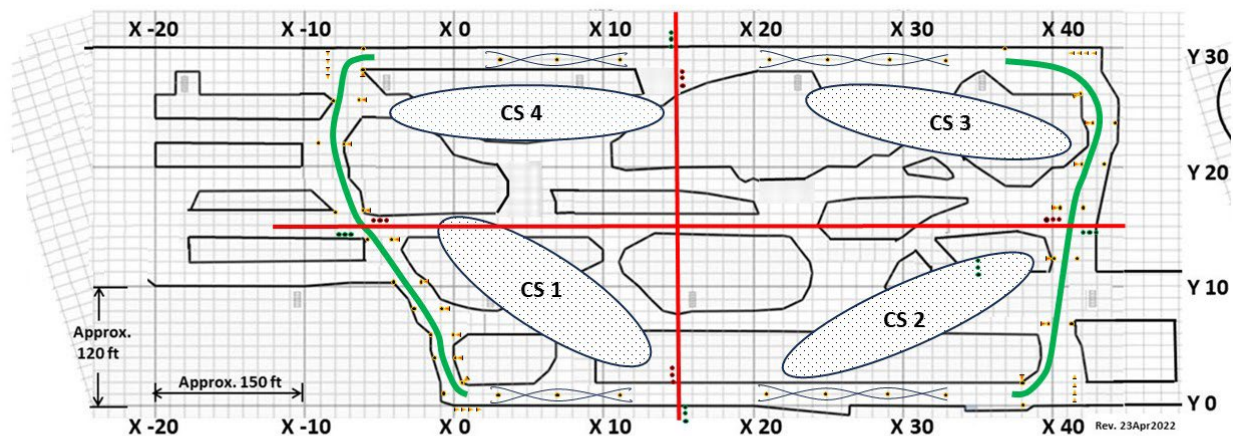 X -20 X -10 X 0 X 10 X 20 X 30 X 40
Y 30
CS 4
CS 3
Y 20
CS 1
CS 2
Y 10
Approx.
120 ft
Approx. 150 ft
Y 0
X -20 X -10 X 0 X 10 X 20 X 30 X 40
Rev. 23Apr2022